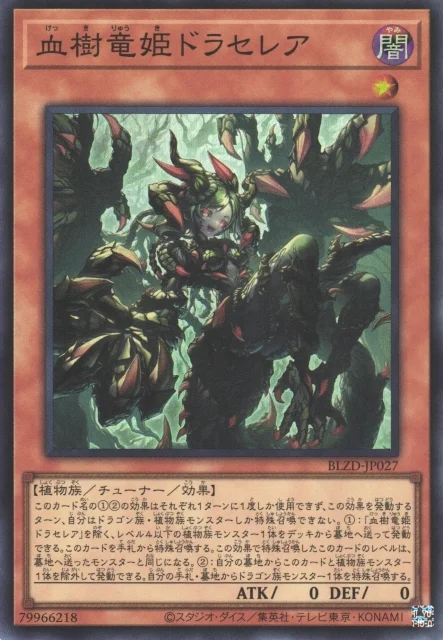 血樹竜姫ドラセレア
闇
BLZD-JP027
【植物族／チューナー／効果】
このカード名の①②の効果はそれぞれ1ターンに1度しか使用できず、この効果を発動する
ターン、自分はドラゴン族・植物族モンスターしか特殊召喚できない。①：「血樹竜姫
ドラセレア」を除く、レベル4以下の植物族モンスター1体をデッキから墓地へ送って発動
できる。このカードを手札から特殊召喚する。この効果で特殊召喚したこのカードのレベルは、
墓地へ送ったモンスターと同じになる。②：自分の墓地からこのカードと植物族モンスター
1体を除外して発動できる。自分の手札・墓地からドラゴン族モンスター1体を特殊召喚する。
ATK/ 0 DEF/ 0
79966218
©スタジオ・ダイス／集英社・テレビ東京・KONAMI